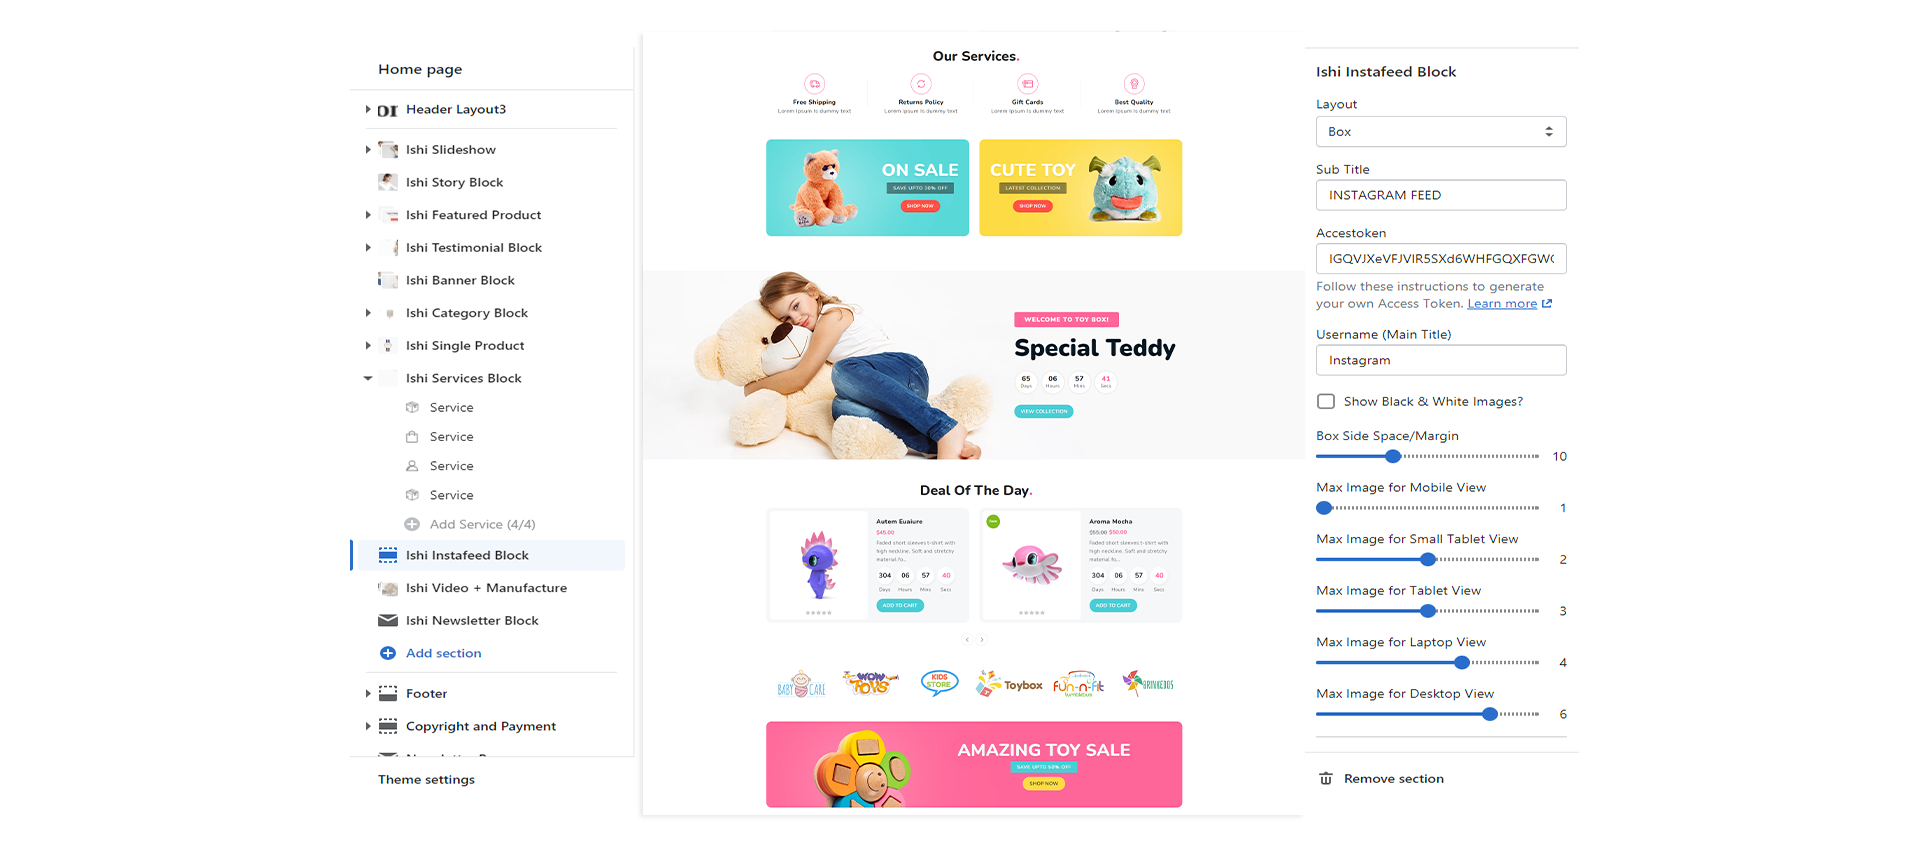 Home page
Header Layout3
Ishi Slideshow
Ishi Story Block
Ishi Featured Product
Ishi Testimonial Block
Ishi Banner Block
Ishi Category Block
Ishi Single Product
Ishi Services Block
Service
Service
Service
Service
Add Service (4/4)
Ishi Instafeed Block
Ishi Video + Manufacture
Ishi Newsletter Block
Add section
Footer
Copyright and Payment
Theme settings
Our Services.
Free Shipping
Lorem Ipsum is dummy text
Returns Policy
Lorem Ipsum is dummy text
Gift Cards
Lorem Ipsum is dummy text
Best Quality
Lorem Ipsum is dummy text
ON SALE
SAVE UPTO 30% OFF
SHOP NOW
CUTE TOY
LATEST COLLECTION
SHOP NOW
WELCOME TO TOY BOX!
Special Teddy
65 06 57 41
Days Hours Mins Secs
VIEW COLLECTION
Deal Of The Day.
Autem Euaiure
$45.00
Faded short sleeves t-shirt with
high neckline. Soft and stretchy
material fo...
304 06 57 40
Days Hours Mins Secs
ADD TO CART
Aroma Mocha
$55.00 $50.00
Faded short sleeves t-shirt with
high neckline. Soft and stretchy
material fo...
304 06 57 40
Days Hours Mins Secs
ADD TO CART
BABY CARE
WOW TOYS
KIDS STORE
Toybox
fun-n-fit
BRINKEDOS
AMAZING TOY SALE
SAVE UPTO 50% OFF
SHOP NOW
Ishi Instafeed Block
Layout
Box
Sub Title
INSTAGRAM FEED
Accestoken
IGQVJXeVFJVlR5SXd6WHFGQXFGWC
Follow these instructions to generate
your own Access Token. Learn more
Username (Main Title)
Instagram
Show Black & White Images?
Box Side Space/Margin
10
Max Image for Mobile View
1
Max Image for Small Tablet View
2
Max Image for Tablet View
3
Max Image for Laptop View
4
Max Image for Desktop View
6
Remove section